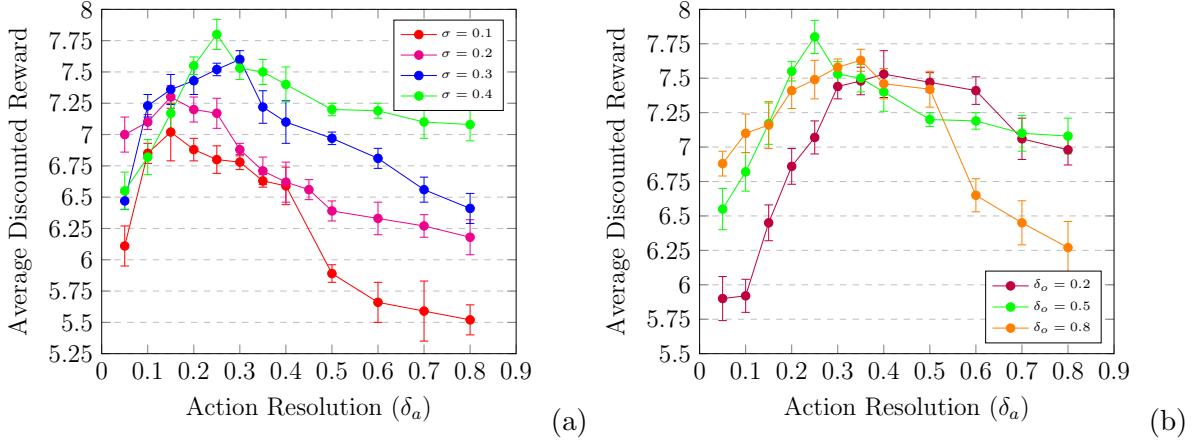 8
7.75
7.5
7.25
7
6.75
6.5
6.25
6
5.75
5.5
5.25
0 0.1 0.2 0.3 0.4 0.5 0.6 0.7 0.8 0.9
Average Discounted Reward
Action Resolution (δₐ)
σ = 0.1
σ = 0.2
σ = 0.3
σ = 0.4
(a)
8
7.75
7.5
7.25
7
6.75
6.5
6.25
6
5.75
5.5
0 0.1 0.2 0.3 0.4 0.5 0.6 0.7 0.8 0.9
Average Discounted Reward
Action Resolution (δₐ)
δₒ = 0.2
δₒ = 0.5
δₒ = 0.8
(b)